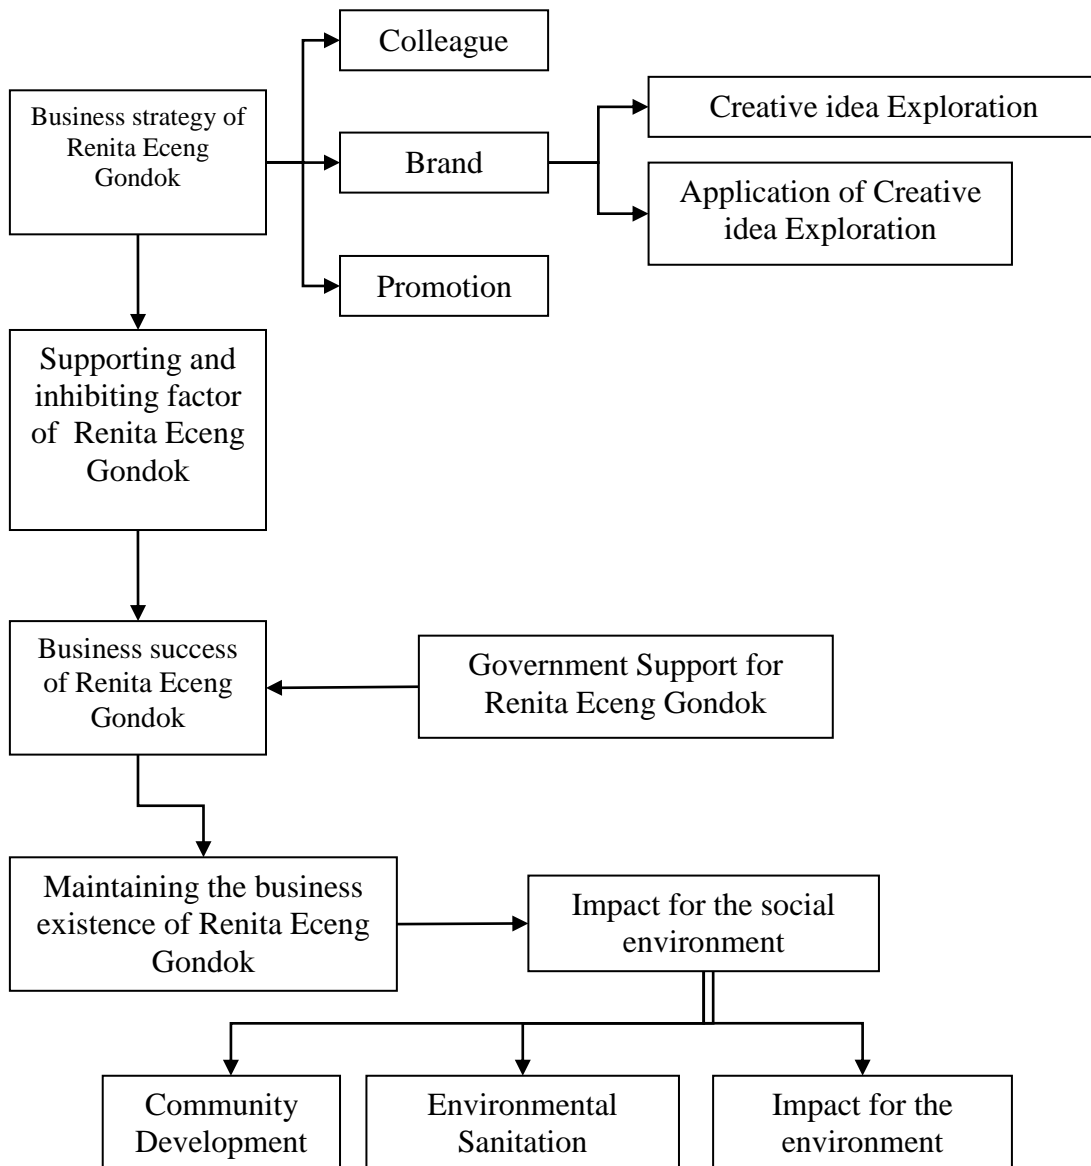 Colleague
Business strategy of
Renita Eceng
Gondok
Creative idea Exploration
Brand
Application of Creative
idea Exploration
Promotion
Supporting and
inhibiting factor
of Renita Eceng
Gondok
Business success
of Renita Eceng
Gondok
Government Support for
Renita Eceng Gondok
Maintaining the business
existence of Renita Eceng
Gondok
Impact for the social
environment
Community
Development
Environmental
Sanitation
Impact for the
environment